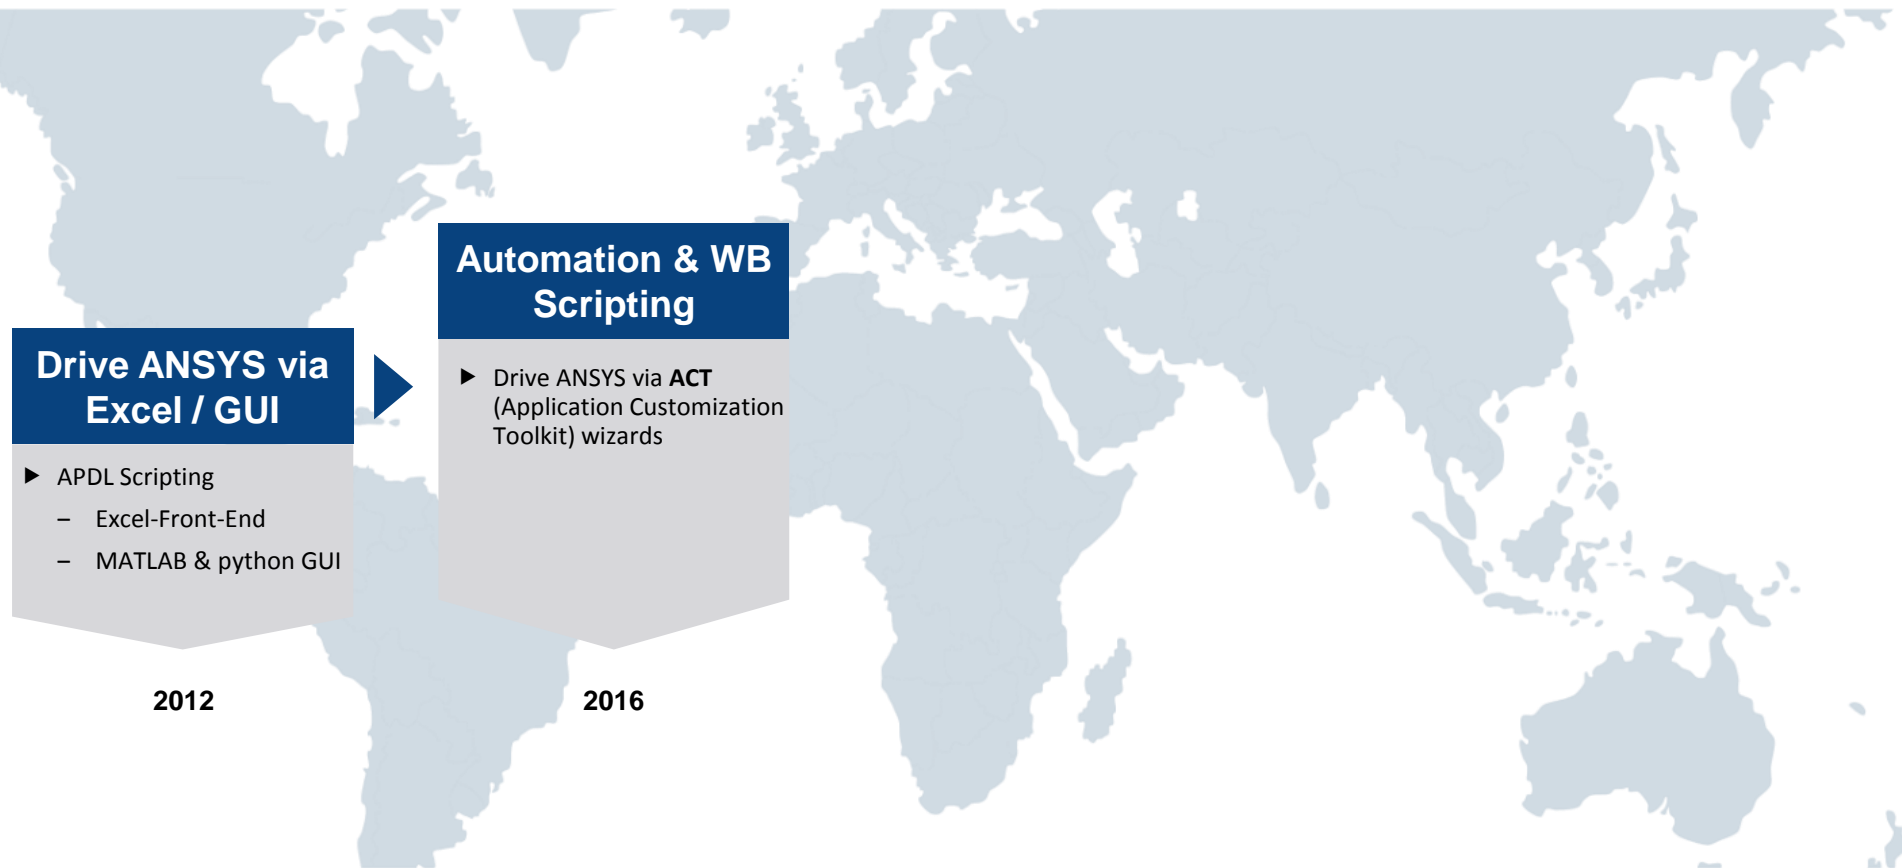 Drive ANSYS via
Excel / GUI
▶ APDL Scripting
– Excel-Front-End
– MATLAB & python GUI
2012
Automation & WB
Scripting
▶ Drive ANSYS via ACT
(Application Customization
Toolkit) wizards
2016